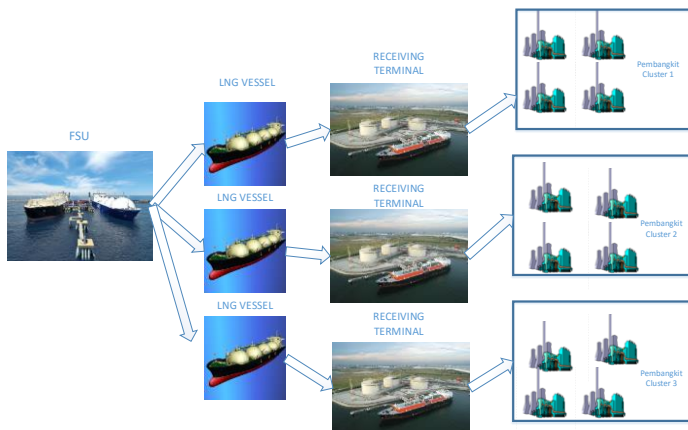 FSU
LNG VESSEL
RECEIVING
TERMINAL
Pembangkit
Cluster 1
LNG VESSEL
RECEIVING
TERMINAL
Pembangkit
Cluster 2
LNG VESSEL
RECEIVING
TERMINAL
Pembangkit
Cluster 3